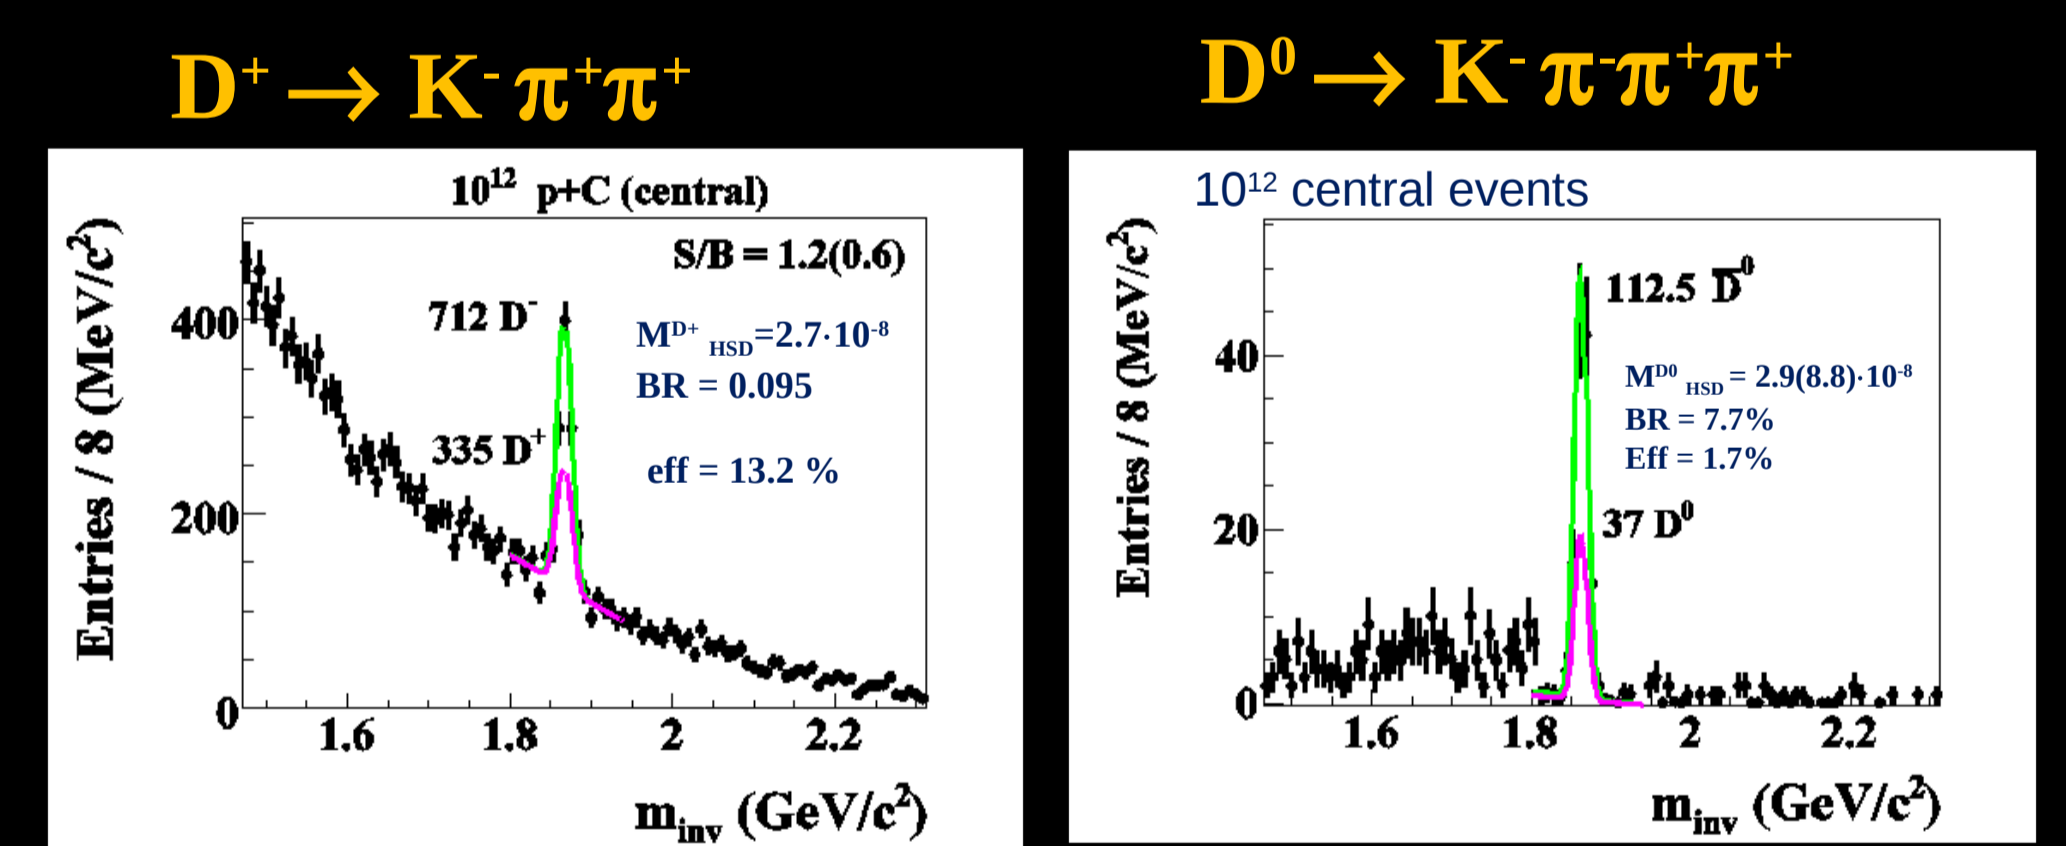 D⁺ → K⁻ π⁺π⁺
10¹² p+C (central)
Entries / 8 (MeV/c²)
S/B = 1.2(0.6)
712 D⁻
M^D+ _HSD=2.7·10⁻⁸
BR = 0.095
335 D⁺
eff = 13.2 %
400
200
0
1.6 1.8 2 2.2
m_inv (GeV/c²)
D⁰ → K⁻ π⁻π⁺π⁺
10¹² central events
Entries / 8 (MeV/c²)
112.5 D̅⁰
M^D0 _HSD = 2.9(8.8)·10⁻⁸
BR = 7.7%
Eff = 1.7%
37 D⁰
40
20
0
1.6 1.8 2 2.2
m_inv (GeV/c²)